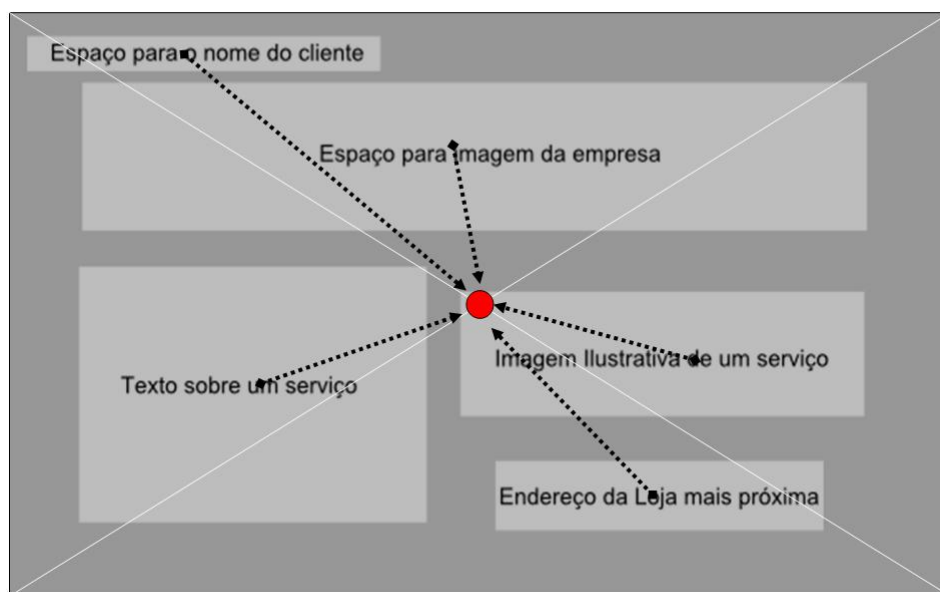 Espaço para o nome do cliente
Espaço para imagem da empresa
Imagem Ilustrativa de um serviço
Texto sobre um serviço
Endereço da Loja mais próxima